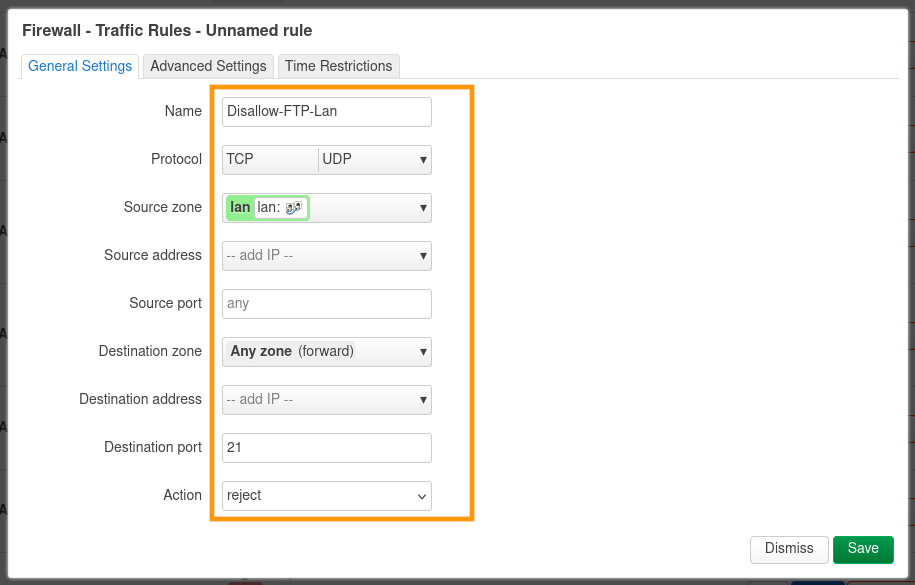 Firewall - Traffic Rules - Unnamed rule
General Settings Advanced Settings Time Restrictions
Name Disallow-FTP-Lan
Protocol TCP UDP
Source zone lan lan:
Source address -- add IP --
Source port any
Destination zone Any zone (forward)
Destination address -- add IP --
Destination port 21
Action reject
Dismiss Save